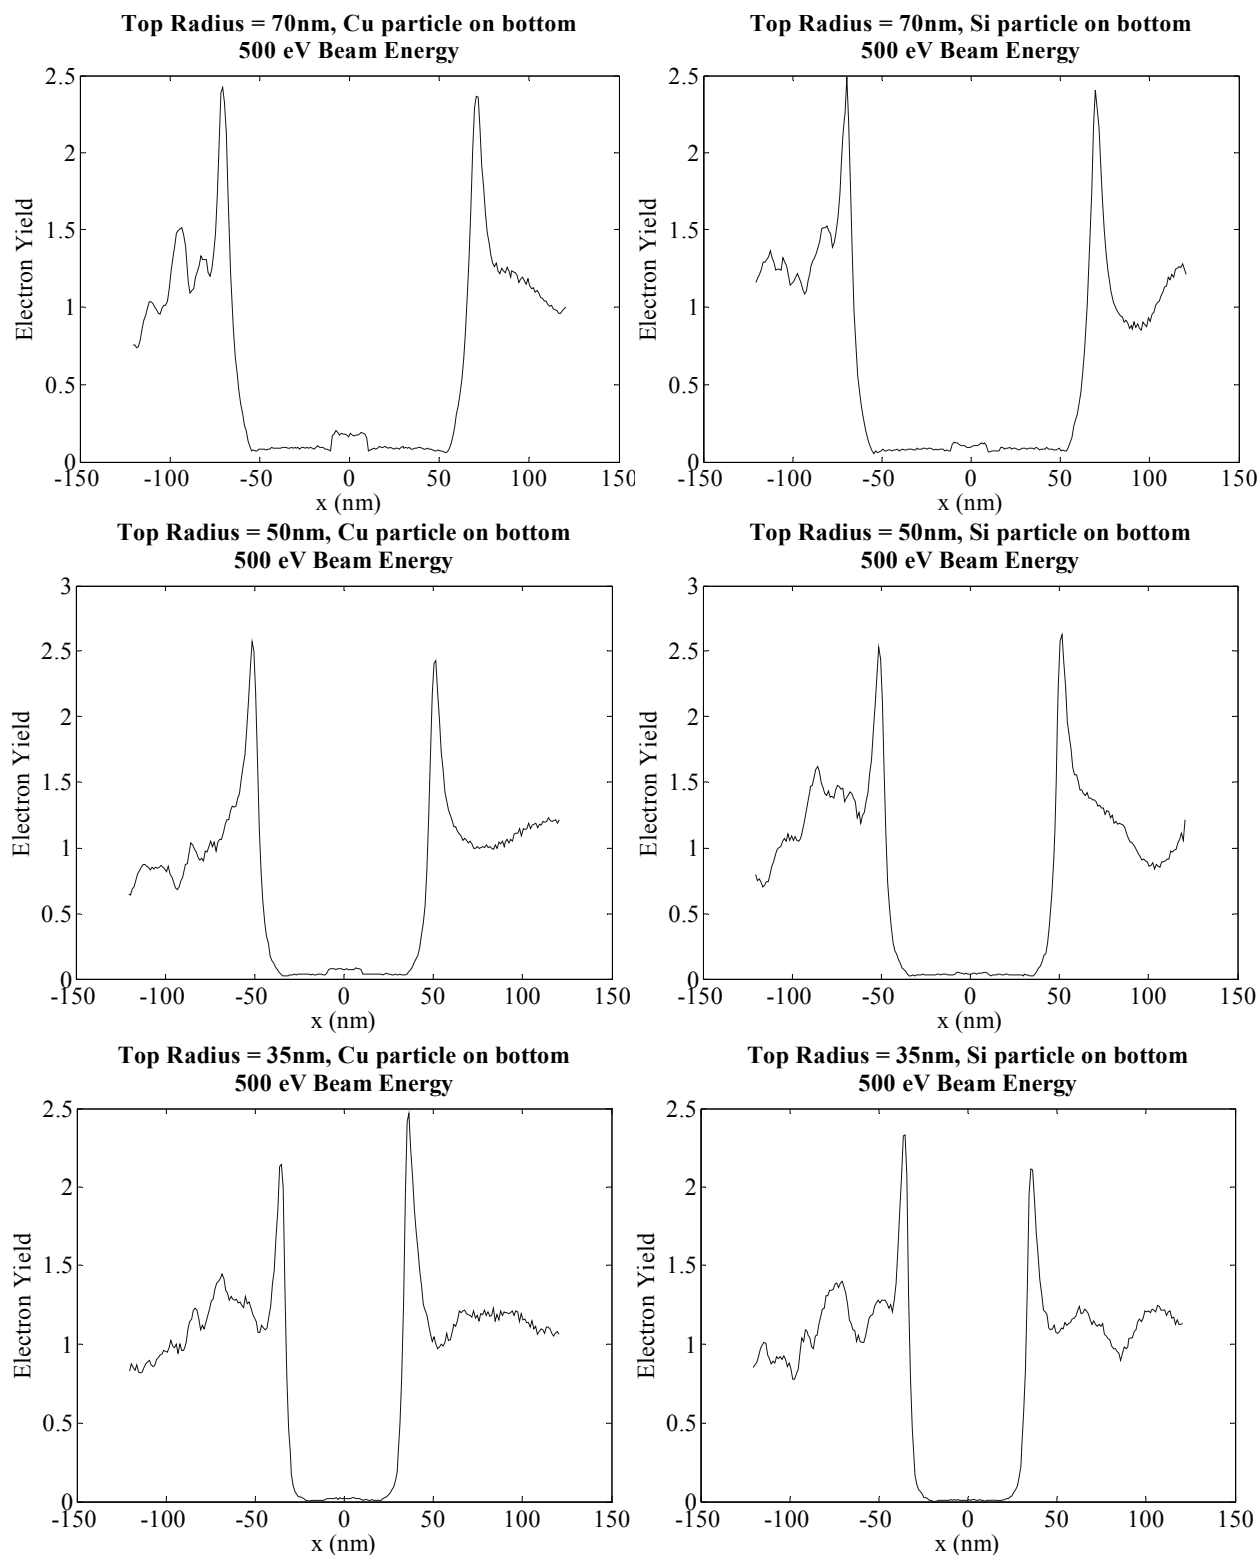 Top Radius = 70nm, Cu particle on bottom
500 eV Beam Energy
2.5
2
1.5
1
0.5
0
Electron Yield
-150 -100 -50 0 50 100 150
x (nm)
Top Radius = 70nm, Si particle on bottom
500 eV Beam Energy
2.5
2
1.5
1
0.5
0
Electron Yield
-150 -100 -50 0 50 100 150
x (nm)
Top Radius = 50nm, Cu particle on bottom
500 eV Beam Energy
3
2.5
2
1.5
1
0.5
0
Electron Yield
-150 -100 -50 0 50 100 150
x (nm)
Top Radius = 50nm, Si particle on bottom
500 eV Beam Energy
3
2.5
2
1.5
1
0.5
0
Electron Yield
-150 -100 -50 0 50 100 150
x (nm)
Top Radius = 35nm, Cu particle on bottom
500 eV Beam Energy
2.5
2
1.5
1
0.5
0
Electron Yield
-150 -100 -50 0 50 100 150
x (nm)
Top Radius = 35nm, Si particle on bottom
500 eV Beam Energy
2.5
2
1.5
1
0.5
0
Electron Yield
-150 -100 -50 0 50 100 150
x (nm)